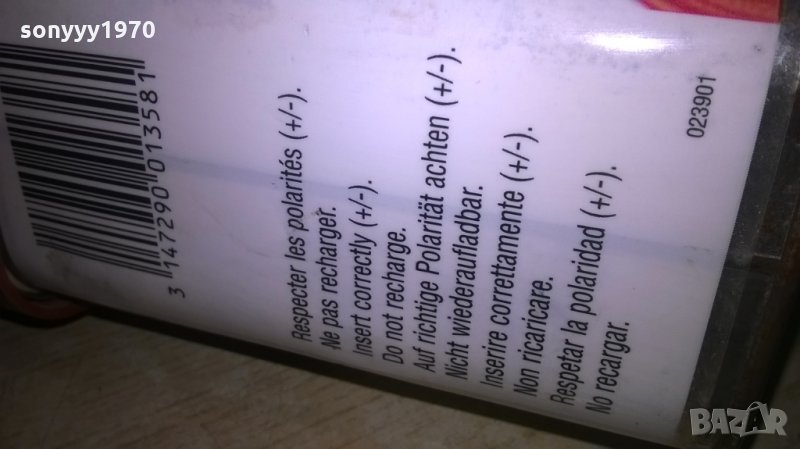 sonyyy1970
3 147290 013581
Respecter les polarités (+/-).
Ne pas recharger.
Insert correctly (+/-).
Do not recharge.
Auf richtige Polarität achten (+/-).
Nicht wiederaufladbar.
Inserire correttamente (+/-).
Non ricaricare.
Respetar la polaridad (+/-).
No recargar.
023901
BAZAR